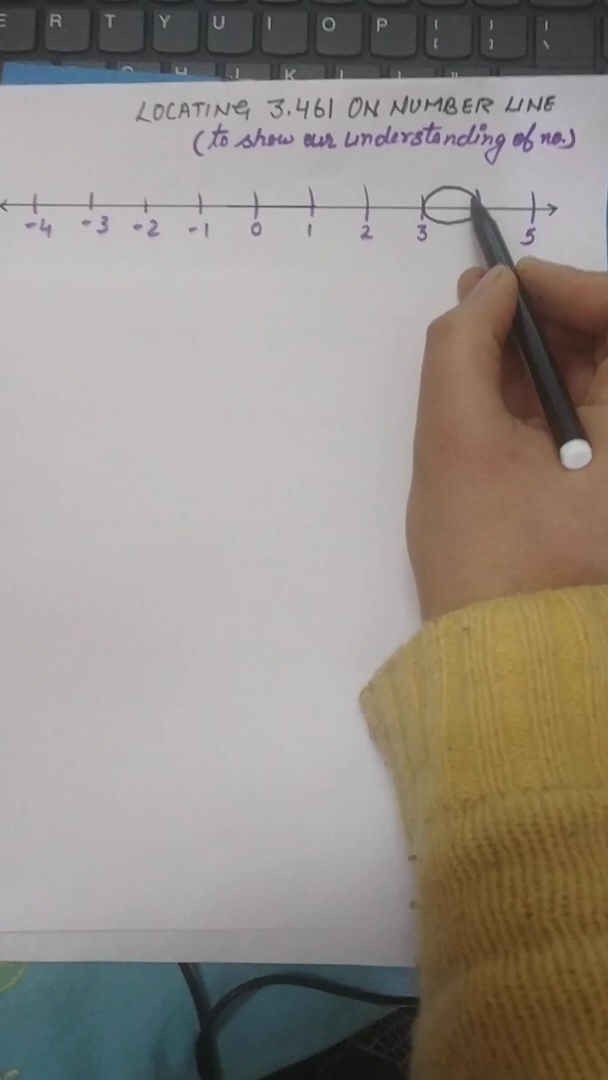 E R T Y U I O P { [ } ] | \
LOCATING 3.461 ON NUMBER LINE
(to show our understanding of no.)
-4 -3 -2 -1 0 1 2 3 5